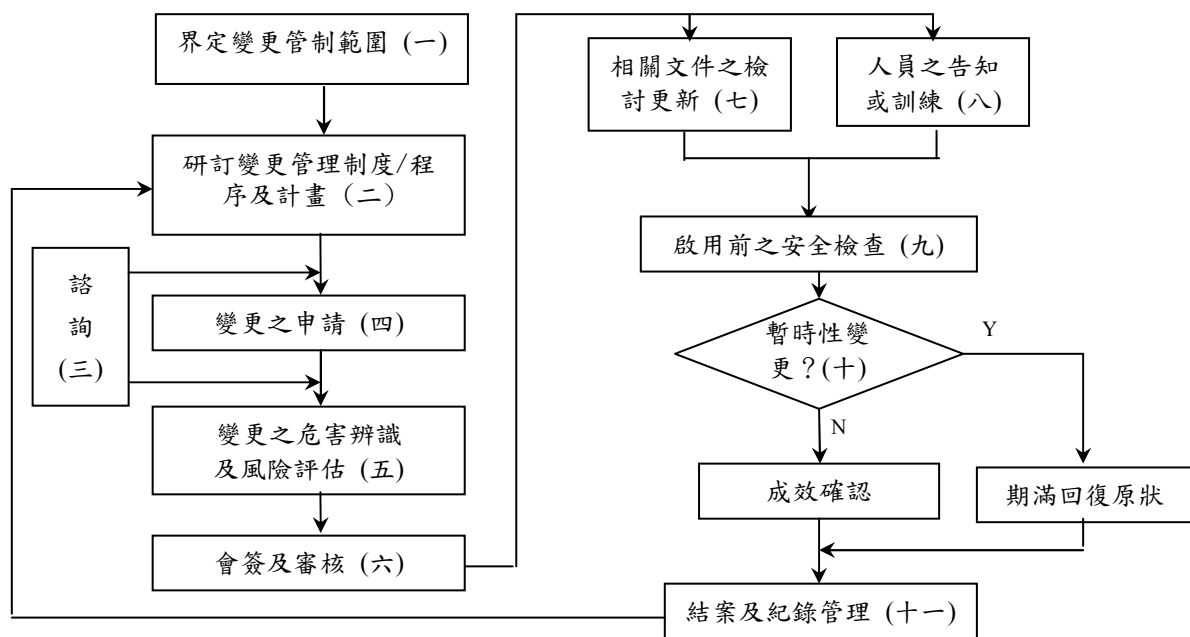 界定變更管制範圍 (一)
研訂變更管理制度/程
序及計畫 (二)
諮
詢
(三)
變更之申請 (四)
變更之危害辨識
及風險評估 (五)
會簽及審核 (六)
相關文件之檢
討更新 (七)
人員之告知
或訓練 (八)
啟用前之安全檢查 (九)
暫時性變
更？(十)
Y
N
成效確認
期滿回復原狀
結案及紀錄管理 (十一)